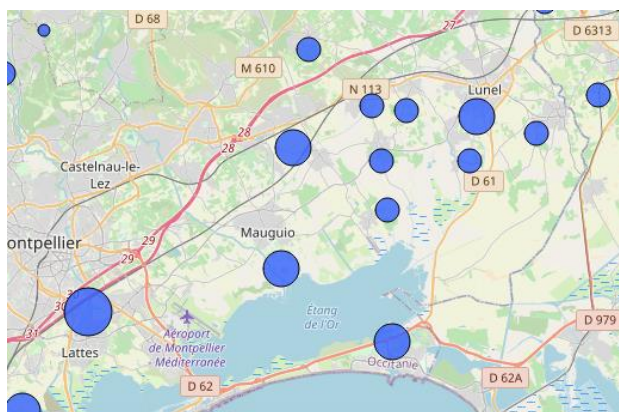 D 68
27
D 6313
M 610
N 113
Lunel
28
28
Castelnau-le-
Lez
D 61
Mauguio
ontpellier
29
29
30
31
Étang
de l'Or
D 979
Aéroport
de Montpellier
Méditerranée
Lattes
Occitanie
D 62
D 62A